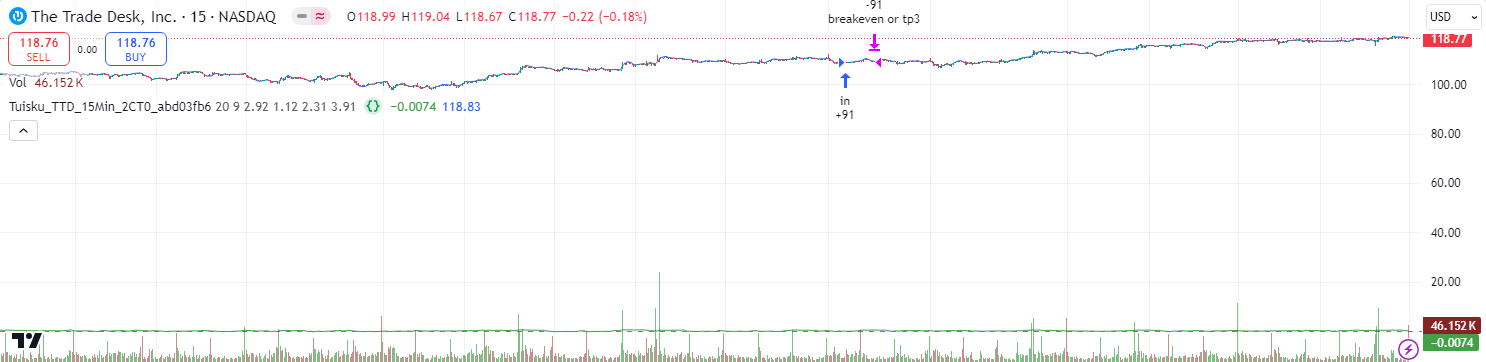 The Trade Desk, Inc. · 15 · NASDAQ O118.99 H119.04 L118.67 C118.77 −0.22 (−0.18%)
-91
breakeven or tp3
USD
118.76 SELL
0.00
118.76 BUY
118.77
Vol 46.152 K
100.00
Tuisku_TTD_15Min_2CT0_abd03fb6 20 9 2.92 1.12 2.31 3.91 {} −0.0074 118.83
in
+91
80.00
60.00
40.00
20.00
46.152 K
−0.0074